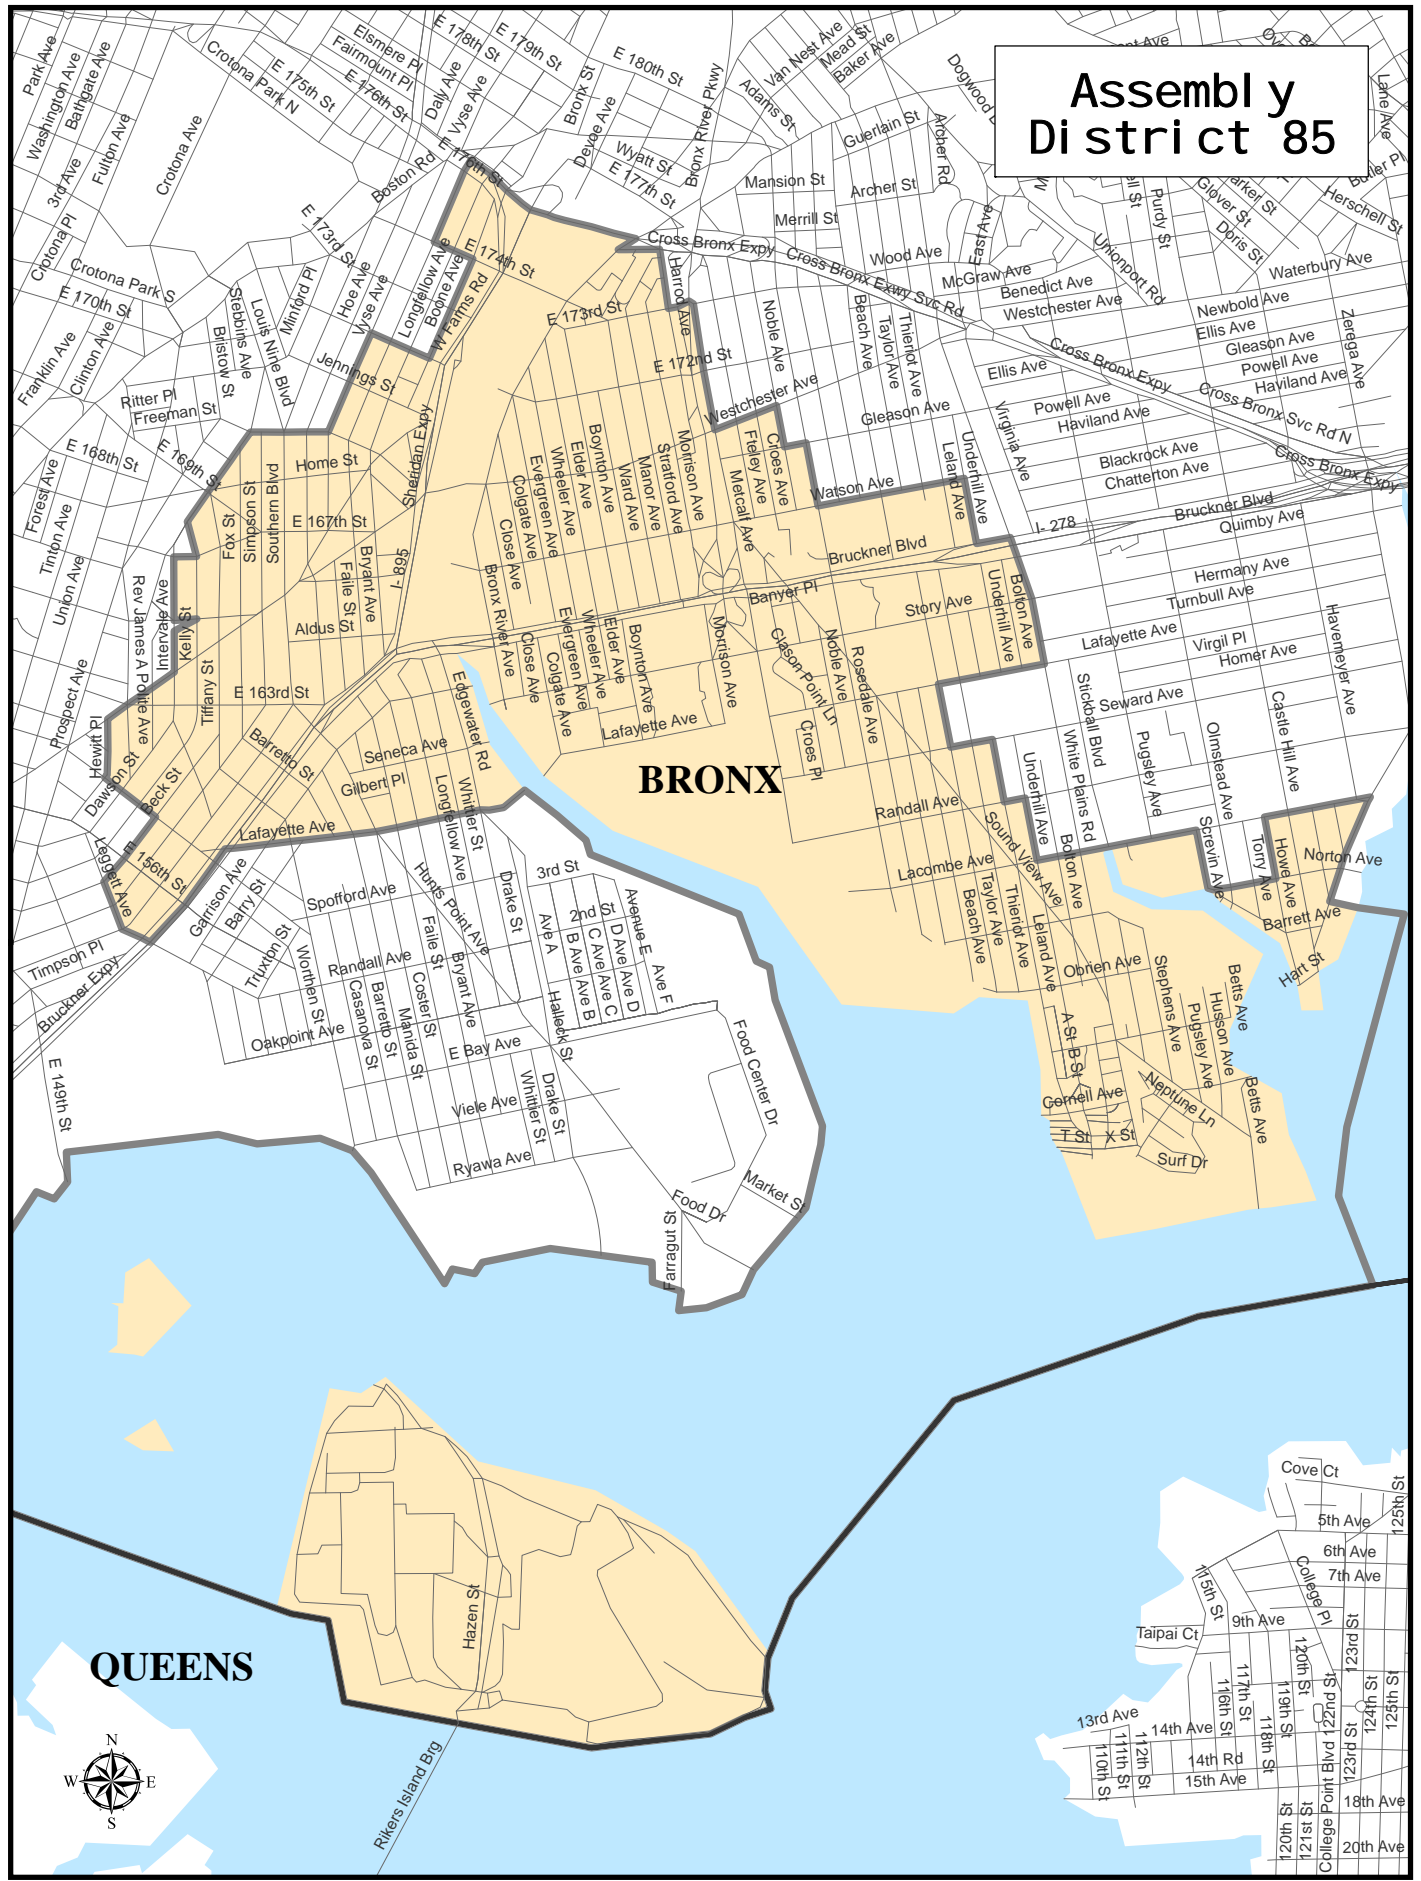 Assembly
District 85
Park Ave
Washington Ave
Bathgate Ave
3rd Ave
Fulton Ave
Crotona Ave
Crotona Pl
Crotona Park N
E 175th St
Elsmere Pl
Fairmount Pl
E 176th St
E 178th St
Daly Ave
Vyse Ave
E 179th St
Bronx St
Devoe Ave
E 180th St
Wyatt St
E 177th St
Bronx River Pkwy
Adams St
Van Nest Ave
Mead St
Baker Ave
Guerlain St
Archer Rd
Mansion St
Archer St
Merrill St
Wood Ave
East Ave
McGraw Ave
Benedict Ave
Westchester Ave
Unionport Rd
Purdy St
Glover St
Doris St
Lane Ave
Butler Pl
Herschell St
Waterbury Ave
Newbold Ave
Ellis Ave
Gleason Ave
Powell Ave
Haviland Ave
Zerega Ave
Cross Bronx Expy
Cross Bronx Exwy Svc Rd
Cross Bronx Expy
Cross Bronx Svc Rd N
Cross Bronx Expy
Boston Rd
E 176th St
E 174th St
E 173rd St
Crotona Park S
E 170th St
Franklin Ave
Clinton Ave
Stebbins Ave
Bristow St
Louis Nine Blvd
Minford Pl
Hoe Ave
Vyse Ave
Longfellow Ave
Boone Ave
W Farms Rd
Jennings St
Ritter Pl
Freeman St
E 169th St
E 168th St
Forest Ave
Tinton Ave
Union Ave
Prospect Ave
Rev James A Polite Ave
Intervale Ave
Kelly St
Home St
Fox St
Simpson St
Southern Blvd
E 167th St
Sheridan Expy
I- 895
Bryant Ave
Faile St
Aldus St
Tiffany St
E 163rd St
Hewitt Pl
Dawson St
Beck St
Barretto St
Leggett Ave
156th St
Lafayette Ave
Seneca Ave
Gilbert Pl
Longfellow Ave
Whittier St
Edgewater Rd
E 173rd St
Harrod Ave
E 172nd St
Noble Ave
Beach Ave
Taylor Ave
Thieriot Ave
Westchester Ave
Gleason Ave
Ellis Ave
Virginia Ave
Powell Ave
Haviland Ave
Blackrock Ave
Chatterton Ave
Leland Ave
Underhill Ave
Watson Ave
Croes Ave
Fteley Ave
Metcalf Ave
Morrison Ave
Stratford Ave
Manor Ave
Ward Ave
Boynton Ave
Elder Ave
Wheeler Ave
Evergreen Ave
Colgate Ave
Close Ave
Bronx River Ave
I- 278
Bruckner Blvd
Quimby Ave
Hermany Ave
Turnbull Ave
Lafayette Ave
Virgil Pl
Homer Ave
Havemeyer Ave
Castle Hill Ave
Seward Ave
Olmstead Ave
Pugsley Ave
Stickball Blvd
White Plains Rd
Bruckner Blvd
Banyer Pl
Story Ave
Bolton Ave
Underhill Ave
Close Ave
Colgate Ave
Evergreen Ave
Wheeler Ave
Elder Ave
Boynton Ave
Lafayette Ave
Morrison Ave
Clason Point Ln
Noble Ave
Rosedale Ave
Croes Pl
BRONX
Randall Ave
Underhill Ave
Bolton Ave
Sound View Ave
Lacombe Ave
Beach Ave
Taylor Ave
Thieriot Ave
Leland Ave
Obrien Ave
Stephens Ave
Pugsley Ave
Husson Ave
Betts Ave
Betts Ave
Screvin Ave
Torry Ave
Howe Ave
Norton Ave
Barrett Ave
Hart St
A St
B St
Cornell Ave
Neptune Ln
T St
X St
Surf Dr
Garrison Ave
Barry St
Truxton St
Timpson Pl
Bruckner Expy
E 149th St
Spofford Ave
Worthen St
Randall Ave
Oakpoint Ave
Casanova St
Barretto St
Manida St
Coster St
Faile St
Bryant Ave
Hunts Point Ave
Drake St
3rd St
2nd St
Ave A
B Ave
Ave B
C Ave
Ave C
D Ave
Ave D
Avenue E
Ave F
Halleck St
E Bay Ave
Viele Ave
Whittier St
Drake St
Ryawa Ave
Food Center Dr
Market St
Food Dr
Farragut St
Hazen St
Rikers Island Brg
QUEENS
N
W
E
S
Cove Ct
5th Ave
125th St
6th Ave
7th Ave
College Pl
115th St
9th Ave
Taipai Ct
120th St
123rd St
117th St
116th St
119th St
118th St
122nd St
124th St
125th St
13rd Ave
14th Ave
110th St
111th St
112th St
14th Rd
15th Ave
123rd St
College Point Blvd
18th Ave
120th St
121st St
20th Ave